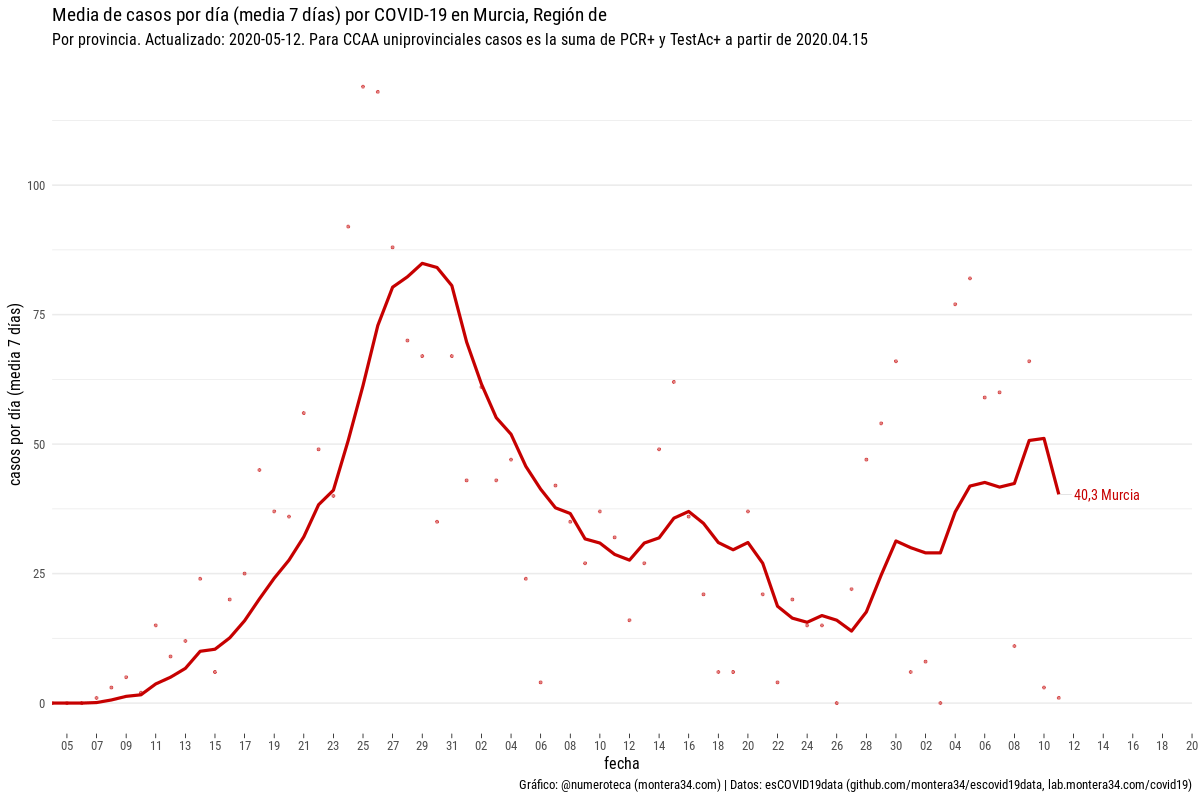 Media de casos por día (media 7 días) por COVID-19 en Murcia, Región de
Por provincia. Actualizado: 2020-05-12. Para CCAA uniprovinciales casos es la suma de PCR+ y TestAc+ a partir de 2020.04.15
casos por día (media 7 días)
100
75
50
25
0
40,3 Murcia
05 07 09 11 13 15 17 19 21 23 25 27 29 31 02 04 06 08 10 12 14 16 18 20 22 24 26 28 30 02 04 06 08 10 12 14 16 18 20
fecha
Gráfico: @numeroteca (montera34.com) | Datos: esCOVID19data (github.com/montera34/escovid19data, lab.montera34.com/covid19)